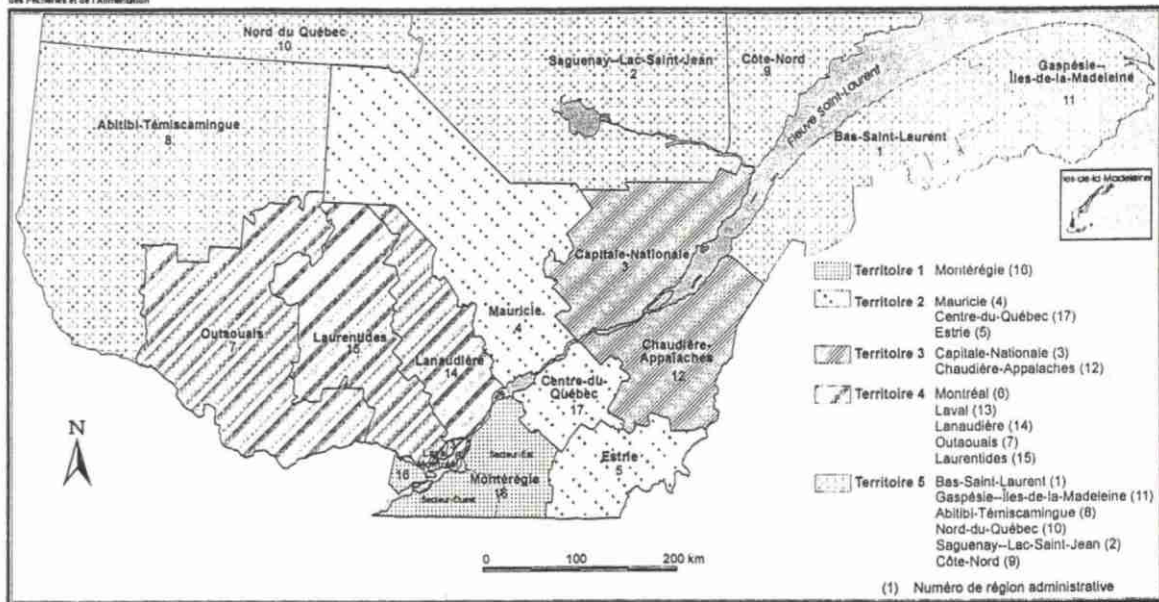 des Pêcheries et de l'Alimentation
Nord du Québec
10
Saguenay--Lac-Saint-Jean
2
Côte-Nord
9
Gaspésie--
Îles-de-la-Madeleine
11
Abitibi-Témiscamingue
8
Fleuve Saint-Laurent
Bas-Saint-Laurent
1
Îles-de-la-Madeleine
Capitale-Nationale
3
Mauricie
4
Outaouais
7
Laurentides
15
Lanaudière
14
Chaudière-
Appalaches
12
Centre-du-
Québec
17
Estrie
5
N
16
Secteur-Est
Montérégie
16
Secteur-Ouest
0 100 200 km
Territoire 1 Montérégie (16)
Territoire 2 Mauricie (4)
Centre-du-Québec (17)
Estrie (5)
Territoire 3 Capitale-Nationale (3)
Chaudière-Appalaches (12)
Territoire 4 Montréal (6)
Laval (13)
Lanaudière (14)
Outaouais (7)
Laurentides (15)
Territoire 5 Bas-Saint-Laurent (1)
Gaspésie--Îles-de-la-Madeleine (11)
Abitibi-Témiscamingue (8)
Nord-du-Québec (10)
Saguenay--Lac-Saint-Jean (2)
Côte-Nord (9)
(1) Numéro de région administrative